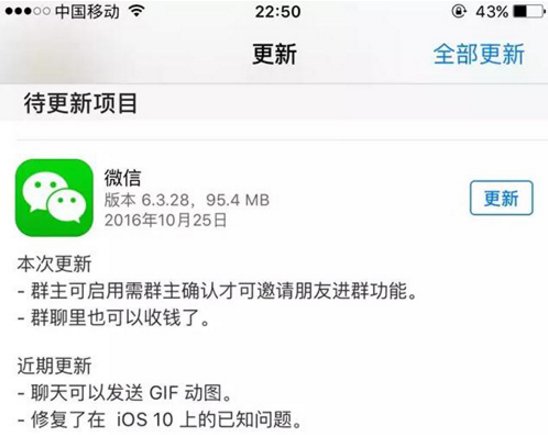 中国移动 22:50 43%
更新 全部更新
待更新项目
微信
版本 6.3.28，95.4 MB
2016年10月25日
更新
本次更新
- 群主可启用需群主确认才可邀请朋友进群功能。
- 群聊里也可以收钱了。
近期更新
- 聊天可以发送 GIF 动图。
- 修复了在 iOS 10 上的已知问题。